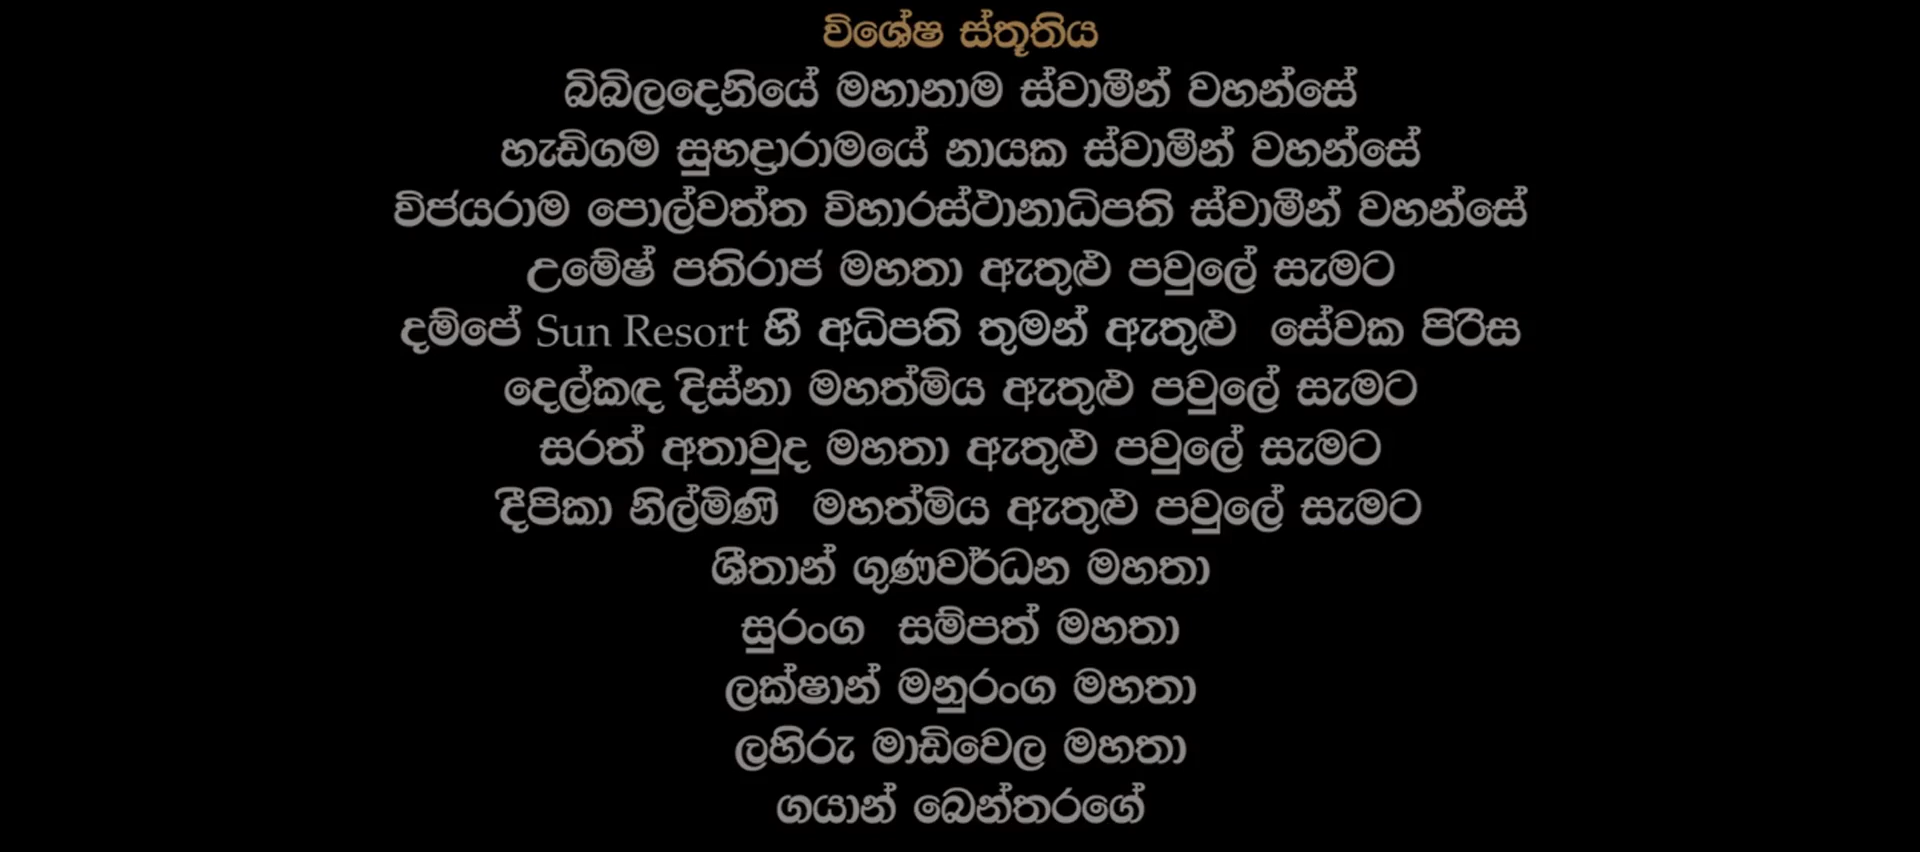 විශේෂ ස්තූතිය
බිබිලදෙනියේ මහානාම ස්වාමීන් වහන්සේ
හැඩිගම සුභද්‍රාරාමයේ නායක ස්වාමීන් වහන්සේ
විජයරාම පොල්වත්ත විහාරස්ථානාධිපති ස්වාමීන් වහන්සේ
උමේෂ් පතිරාජ මහතා ඇතුළු පවුලේ සැමට
දම්පේ Sun Resort හී අධිපති තුමන් ඇතුළු සේවක පිරිස
දෙල්කඳ දිස්නා මහත්මිය ඇතුළු පවුලේ සැමට
සරත් අතාවුද මහතා ඇතුළු පවුලේ සැමට
දීපිකා නිල්මිණි මහත්මිය ඇතුළු පවුලේ සැමට
ශීතාන් ගුණවර්ධන මහතා
සුරංග සම්පත් මහතා
ලක්ෂාන් මනුරංග මහතා
ලහිරු මාඩිවෙල මහතා
ගයාන් බෙන්තරගේ